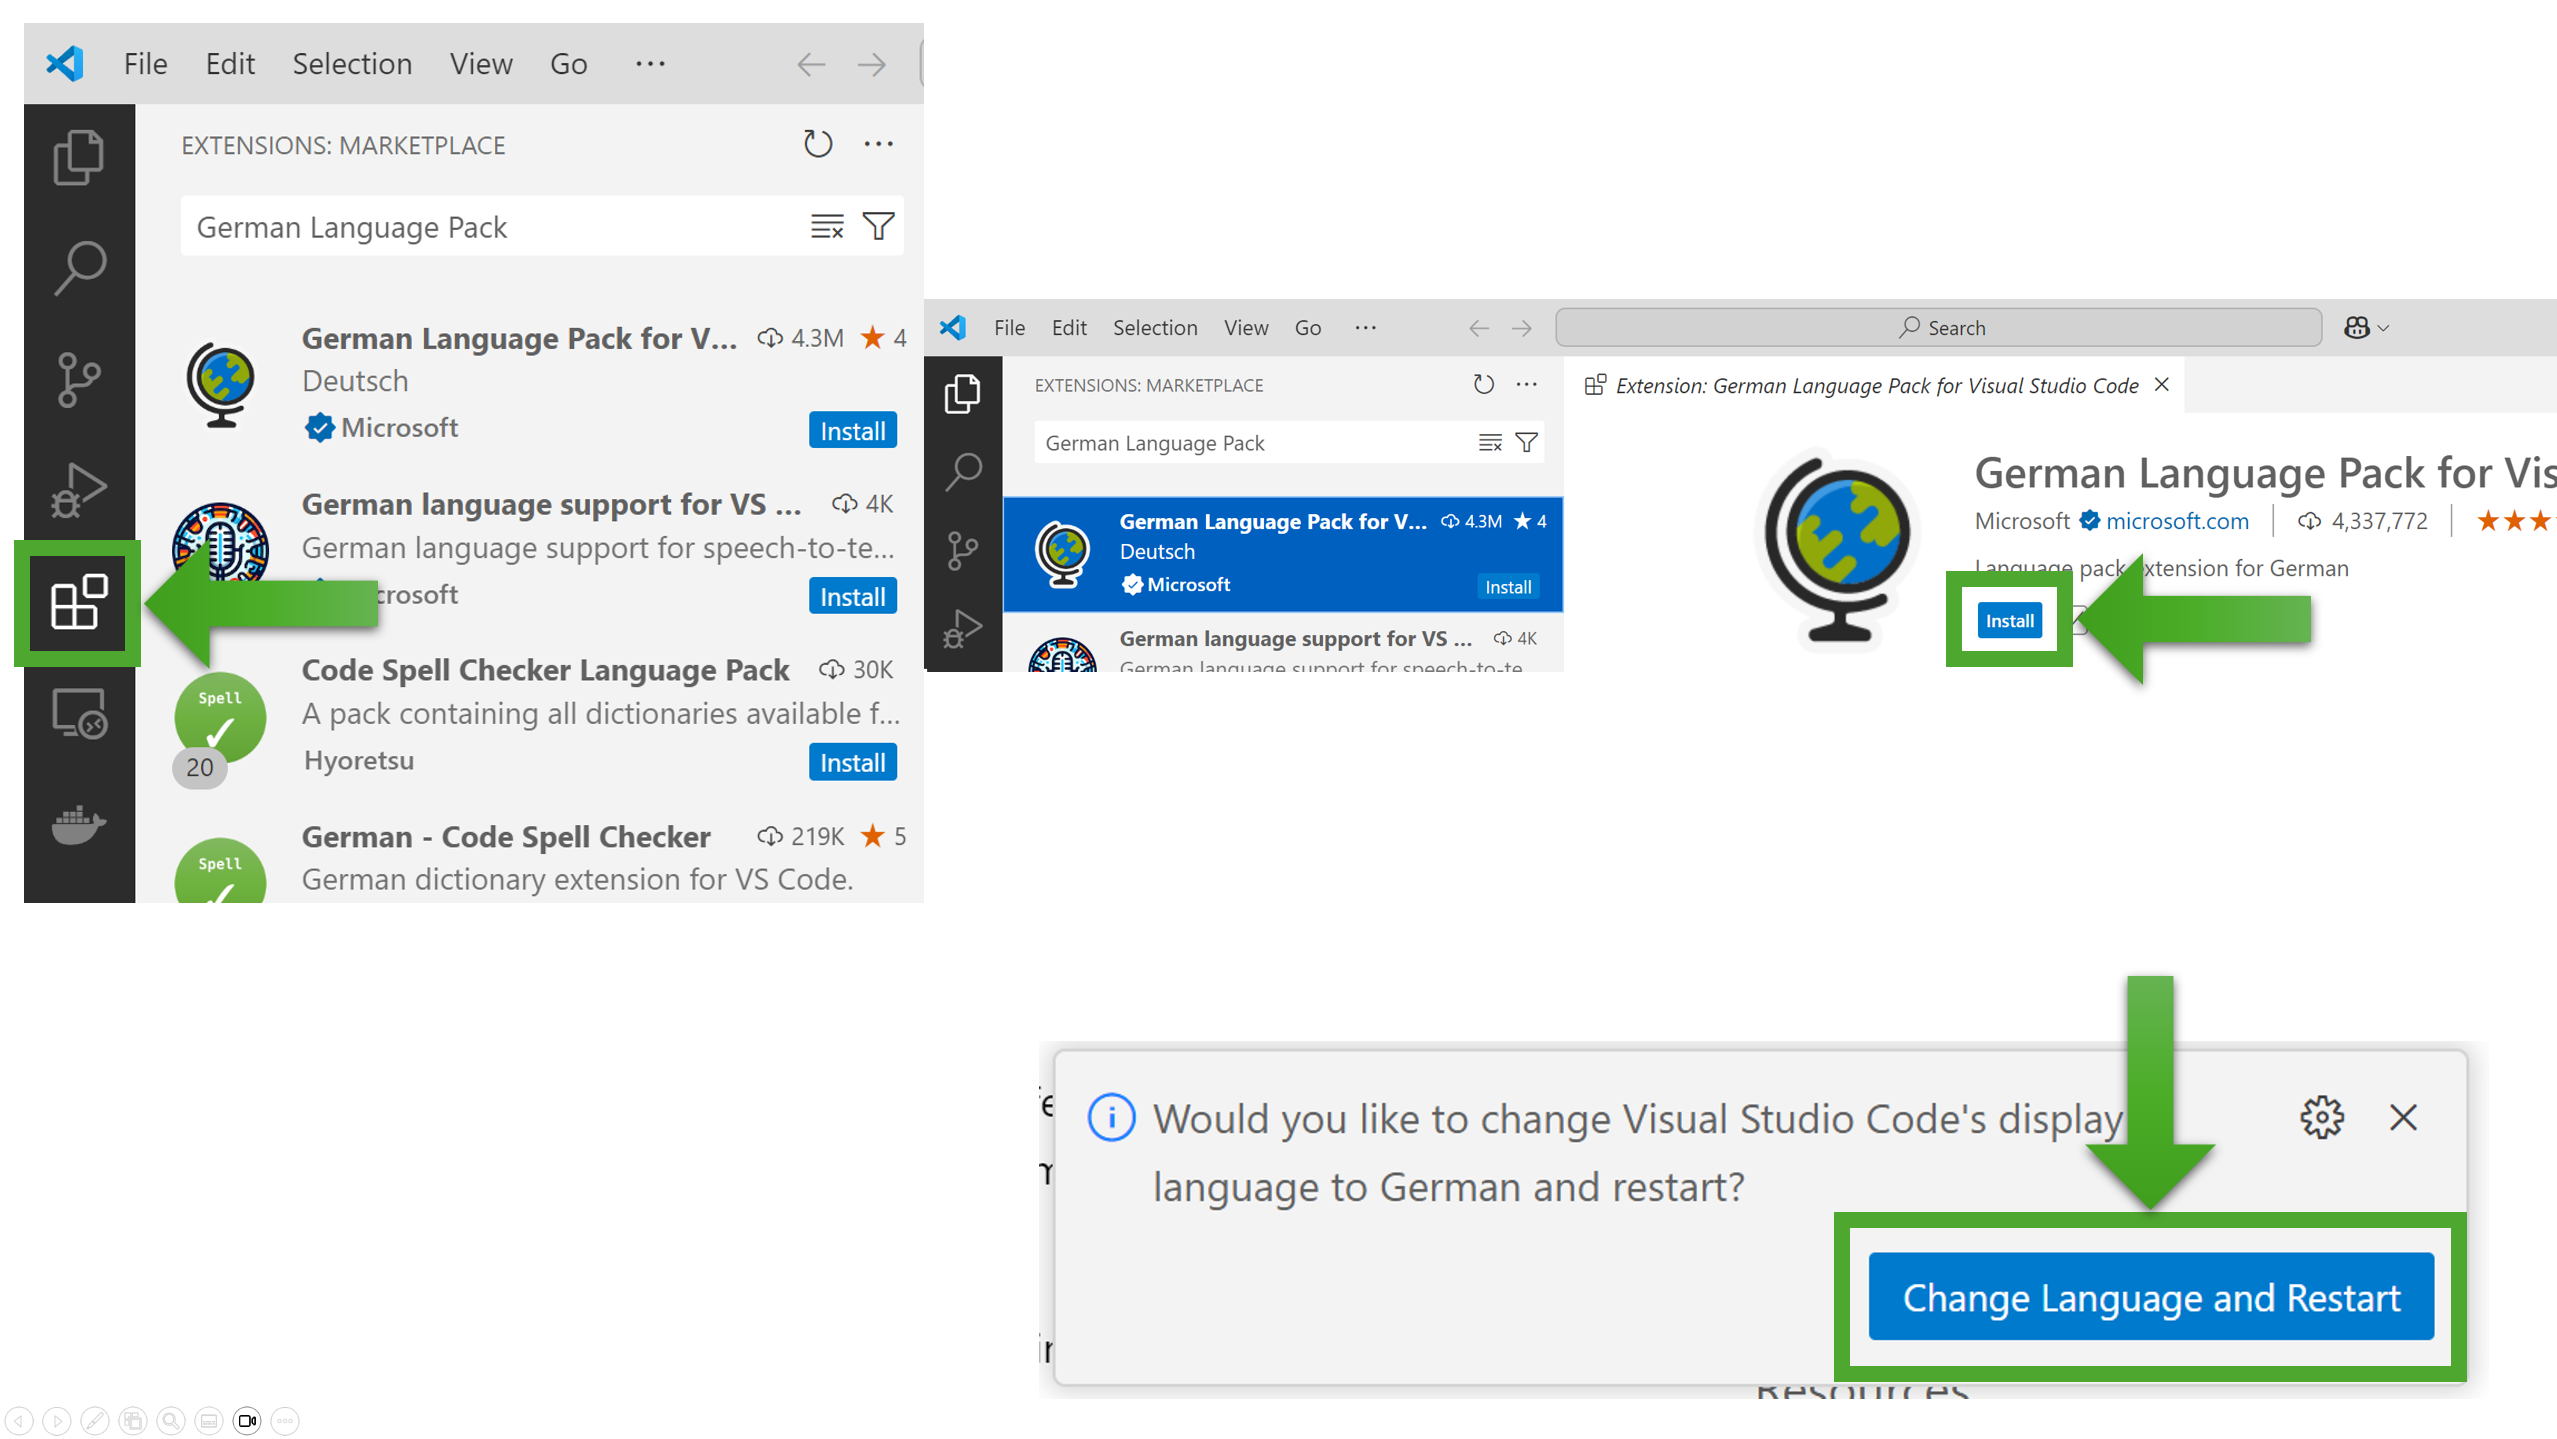 File Edit Selection View Go ···
EXTENSIONS: MARKETPLACE
German Language Pack
German Language Pack for V... 4.3M ★ 4
Deutsch
Microsoft Install
German language support for VS ... 4K
German language support for speech-to-te...
crosoft Install
Code Spell Checker Language Pack 30K
Spell
A pack containing all dictionaries available f...
20
Hyoretsu Install
German - Code Spell Checker 219K ★ 5
Spell
German dictionary extension for VS Code.
File Edit Selection View Go ··· Search
EXTENSIONS: MARKETPLACE
German Language Pack
German Language Pack for V... 4.3M ★ 4
Deutsch
Microsoft Install
German language support for VS ... 4K
German language support for speech-to-te
Extension: German Language Pack for Visual Studio Code
German Language Pack for Vis
Microsoft microsoft.com | 4,337,772 | ★★★
Language pack extension for German
Install
Would you like to change Visual Studio Code's display
language to German and restart?
Change Language and Restart
Resources